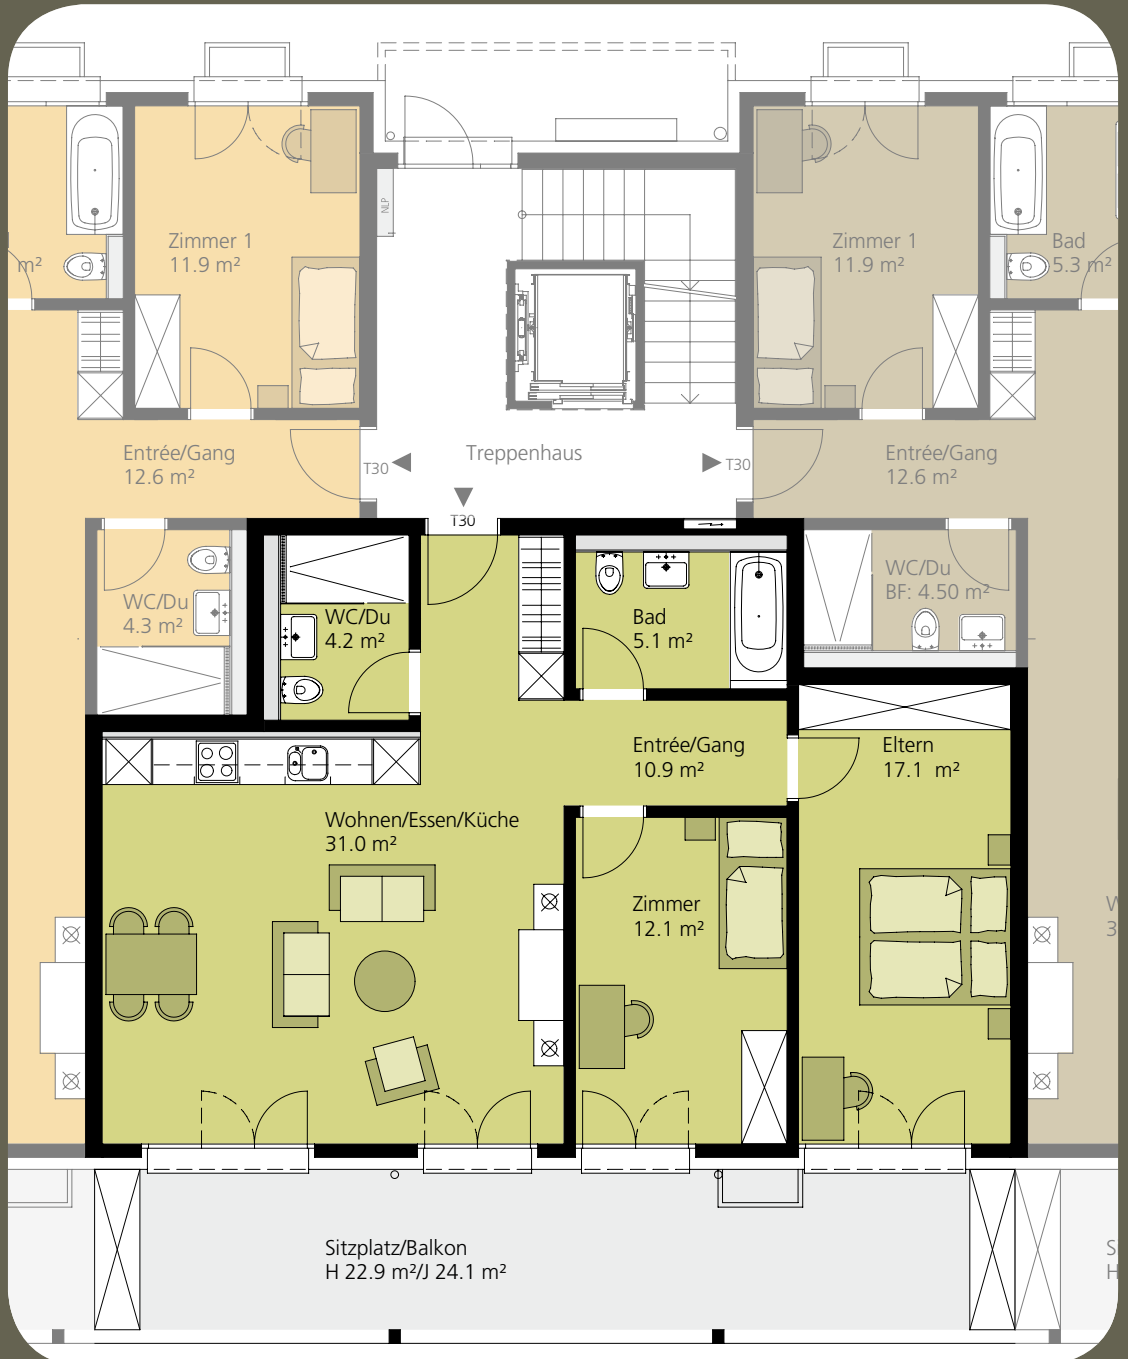 NLP
Zimmer 1
11.9 m²
Zimmer 1
11.9 m²
Bad
5.3 m²
m²
Entrée/Gang
12.6 m²
T30
Treppenhaus
T30
Entrée/Gang
12.6 m²
T30
WC/Du
4.3 m²
WC/Du
4.2 m²
Bad
5.1 m²
WC/Du
BF: 4.50 m²
Entrée/Gang
10.9 m²
Eltern
17.1 m²
Wohnen/Essen/Küche
31.0 m²
Zimmer
12.1 m²
W
3
Sitzplatz/Balkon
H 22.9 m²/J 24.1 m²
S
H